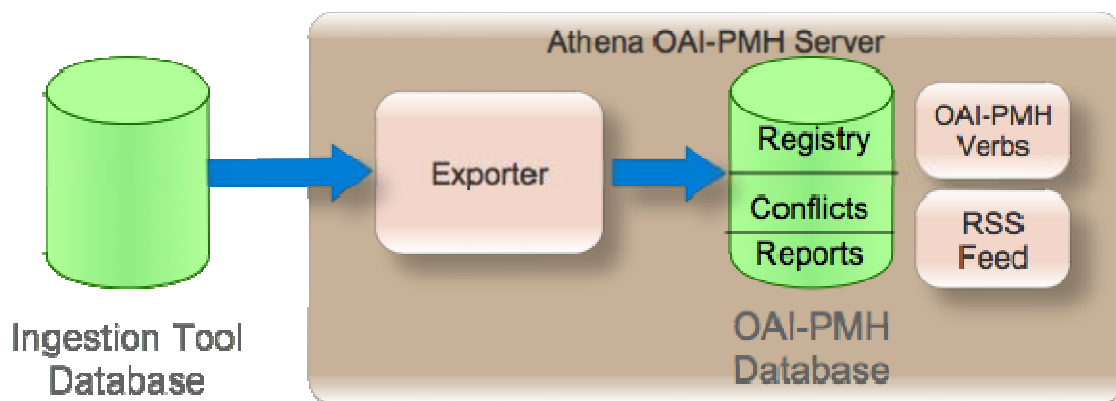 Athena OAI-PMH Server
Exporter
Registry
Conflicts
Reports
OAI-PMH
Verbs
RSS
Feed
Ingestion Tool
Database
OAI-PMH
Database